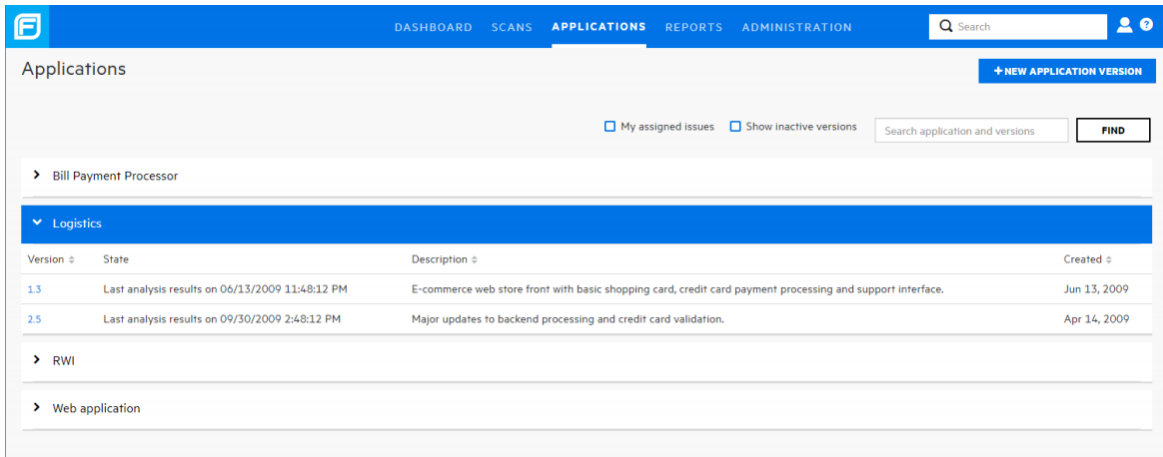 DASHBOARD SCANS APPLICATIONS REPORTS ADMINISTRATION Search
Applications
+NEW APPLICATION VERSION
My assigned issues Show inactive versions Search application and versions FIND
Bill Payment Processor
Logistics
Version State Description Created
1.3 Last analysis results on 06/13/2009 11:48:12 PM E-commerce web store front with basic shopping card, credit card payment processing and support interface. Jun 13, 2009
2.5 Last analysis results on 09/30/2009 2:48:12 PM Major updates to backend processing and credit card validation. Apr 14, 2009
RWI
Web application